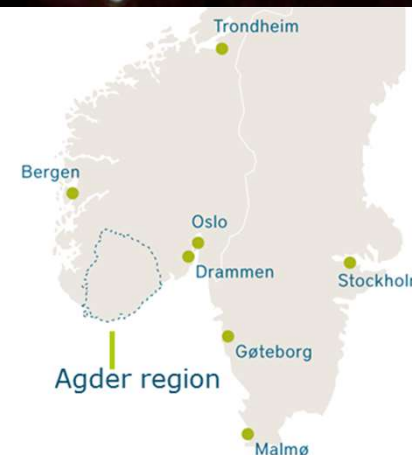 Trondheim
Bergen
Oslo
Drammen
Stockholm
Gøteborg
Agder region
Malmø